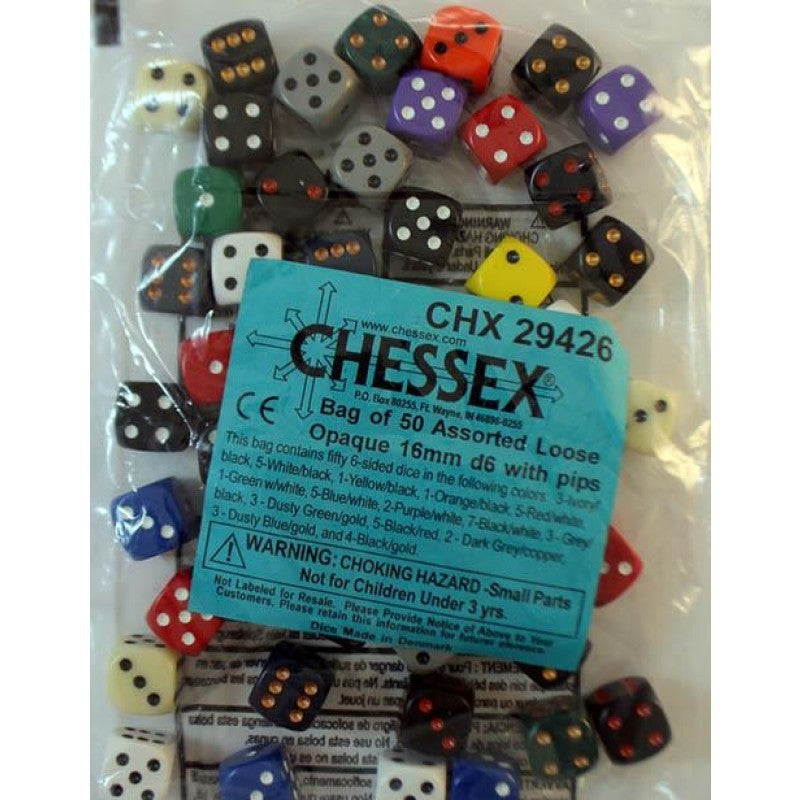 CHX 29426
www.chessex.com
CHESSEX®
P.O. Box 80255, Ft. Wayne, IN 46898-0255
CE
Bag of 50 Assorted Loose
Opaque 16mm d6 with pips
This bag contains fifty 6-sided dice in the following colors. 3-Ivory/
black, 5-White/black, 1-Yellow/black, 1-Orange/black, 5-Red/white,
1-Green w/white, 5-Blue/white, 2-Purple/white, 7-Black/white, 3 - Grey/
black, 3 - Dusty Green/gold, 5-Black/red, 2 - Dark Grey/copper,
3 - Dusty Blue/gold, and 4-Black/gold.
WARNING: CHOKING HAZARD -Small Parts
Not for Children Under 3 yrs.
Not Labeled for Resale. Please Provide Notice of Above to Your
Customers. Please retain this information for future reference.
Dice Made in Denmark